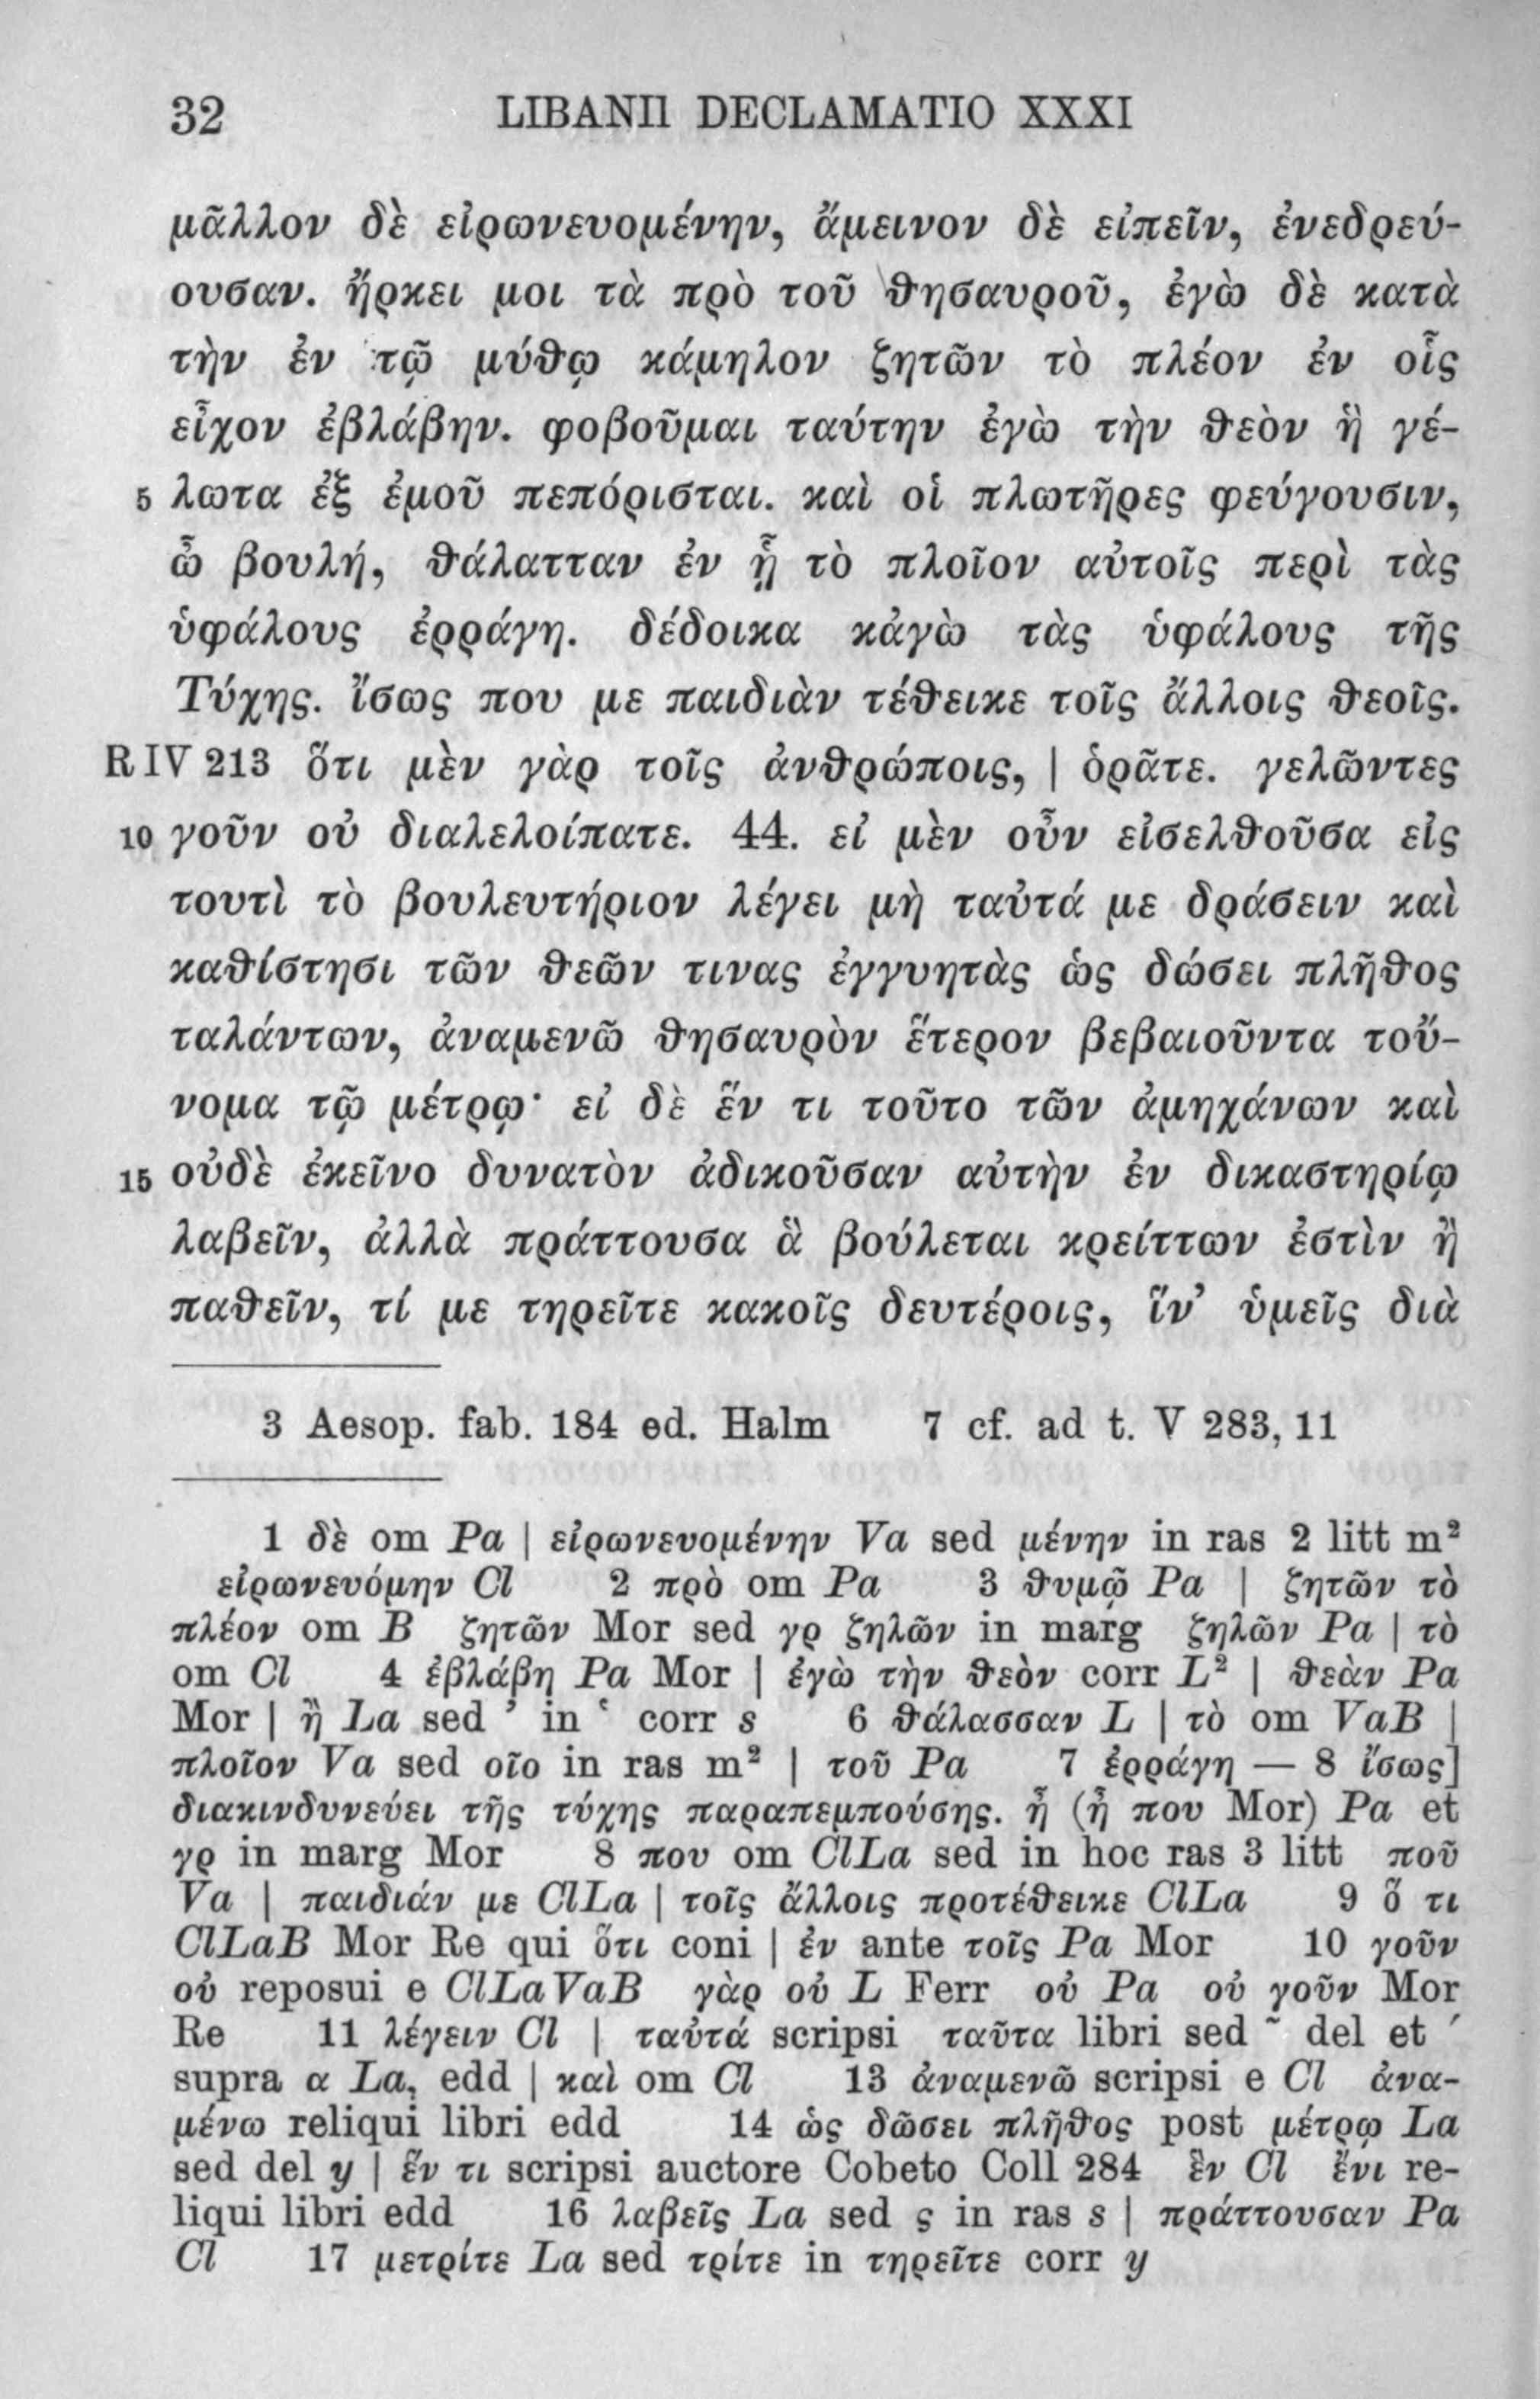 32 LIBANII DECLAMATIO XXXI
μᾶλλον δὲ εἰρωνευομένην, ἄμεινον δὲ εἰπεῖν, ἐνεδρεύ-
ουσαν. ἤρκει μοι τὰ πρὸ τοῦ θησαυροῦ, ἐγὼ δὲ κατὰ
τὴν ἐν τῷ μύθῳ κάμηλον ζητῶν τὸ πλέον ἐν οἷς
εἶχον ἐβλάβην. φοβοῦμαι ταύτην ἐγὼ τὴν θεὸν ἣ γέ-
5 λωτα ἐξ ἐμοῦ πεπόρισται. καὶ οἱ πλωτῆρες φεύγουσιν,
ὦ βουλή, θάλατταν ἐν ᾗ τὸ πλοῖον αὐτοῖς περὶ τὰς
ὑφάλους ἐρράγη. δέδοικα κἀγὼ τὰς ὑφάλους τῆς
Τύχης. ἴσως που με παιδιὰν τέθεικε τοῖς ἄλλοις θεοῖς.
R IV 213 ὅτι μὲν γὰρ τοῖς ἀνθρώποις, | ὁρᾶτε. γελῶντες
10 γοῦν οὐ διαλελοίπατε. 44. εἰ μὲν οὖν εἰσελθοῦσα εἰς
τουτὶ τὸ βουλευτήριον λέγει μὴ ταὐτά με δράσειν καὶ
καθίστησι τῶν θεῶν τινας ἐγγυητὰς ὡς δώσει πλῆθος
ταλάντων, ἀναμενῶ θησαυρὸν ἕτερον βεβαιοῦντα τοὔ-
νομα τῷ μέτρῳ· εἰ δὲ ἕν τι τοῦτο τῶν ἀμηχάνων καὶ
15 οὐδὲ ἐκεῖνο δυνατὸν ἀδικοῦσαν αὐτὴν ἐν δικαστηρίῳ
λαβεῖν, ἀλλὰ πράττουσα ἃ βούλεται κρείττων ἐστὶν ἢ
παθεῖν, τί με τηρεῖτε κακοῖς δευτέροις, ἵν’ ὑμεῖς διὰ
3 Aesop. fab. 184 ed. Halm 7 cf. ad t. V 283, 11
1 δὲ om Pa | εἰρωνευομένην Va sed μένην in ras 2 litt m²
εἰρωνευόμην Cl 2 πρὸ om Pa 3 θυμῷ Pa | ζητῶν τὸ
πλέον om B ζητῶν Mor sed γρ ζηλῶν in marg ζηλῶν Pa | τὸ
om Cl 4 ἐβλάβη Pa Mor | ἐγὼ τὴν θεὸν corr L² | θεὰν Pa
Mor | ἢ La sed ’ in ‘ corr s 6 θάλασσαν L | τὸ om VaB |
πλοῖον Va sed οῖο in ras m² | τοῦ Pa 7 ἐρράγη — 8 ἴσως]
διακινδυνεύει τῆς τύχης παραπεμπούσης. ἦ (ἦ που Mor) Pa et
γρ in marg Mor 8 που om ClLa sed in hoc ras 3 litt ποῦ
Va | παιδιάν με ClLa | τοῖς ἄλλοις προτέθεικε ClLa 9 ὅ τι
ClLaB Mor Re qui ὅτι coni | ἐν ante τοῖς Pa Mor 10 γοῦν
οὐ reposui e ClLaVaB γὰρ οὐ L Ferr οὐ Pa οὐ γοῦν Mor
Re 11 λέγειν Cl | ταὐτά scripsi ταῦτα libri sed ῀ del et ´
supra α La, edd | καὶ om Cl 13 ἀναμενῶ scripsi e Cl ἀνα-
μένω reliqui libri edd 14 ὡς δῶσει πλῆθος post μέτρῳ La
sed del y | ἕν τι scripsi auctore Cobeto Coll 284 ἓν Cl ἔνι re-
liqui libri edd 16 λαβεῖς La sed ς in ras s | πράττουσαν Pa
Cl 17 μετρίτε La sed τρίτε in τηρεῖτε corr y